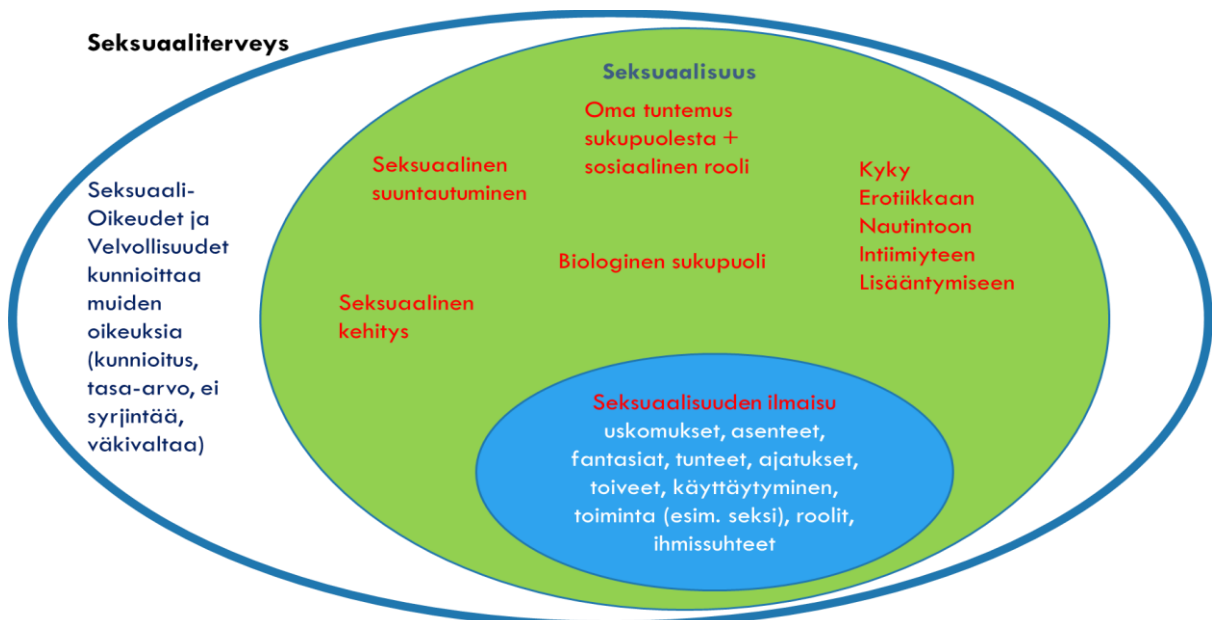 Seksuaaliterveys
Seksuaali-
Oikeudet ja
Velvollisuudet
kunnioittaa
muiden
oikeuksia
(kunnioitus,
tasa-arvo, ei
syrjintää,
väkivaltaa)
Seksuaalisuus
Oma tuntemus
sukupuolesta +
sosiaalinen rooli
Seksuaalinen
suuntautuminen
Kyky
Erotiikkaan
Nautintoon
Intiimiyteen
Lisääntymiseen
Biologinen sukupuoli
Seksuaalinen
kehitys
Seksuaalisuuden ilmaisu
uskomukset, asenteet,
fantasiat, tunteet, ajatukset,
toiveet, käyttäytyminen,
toiminta (esim. seksi), roolit,
ihmissuhteet